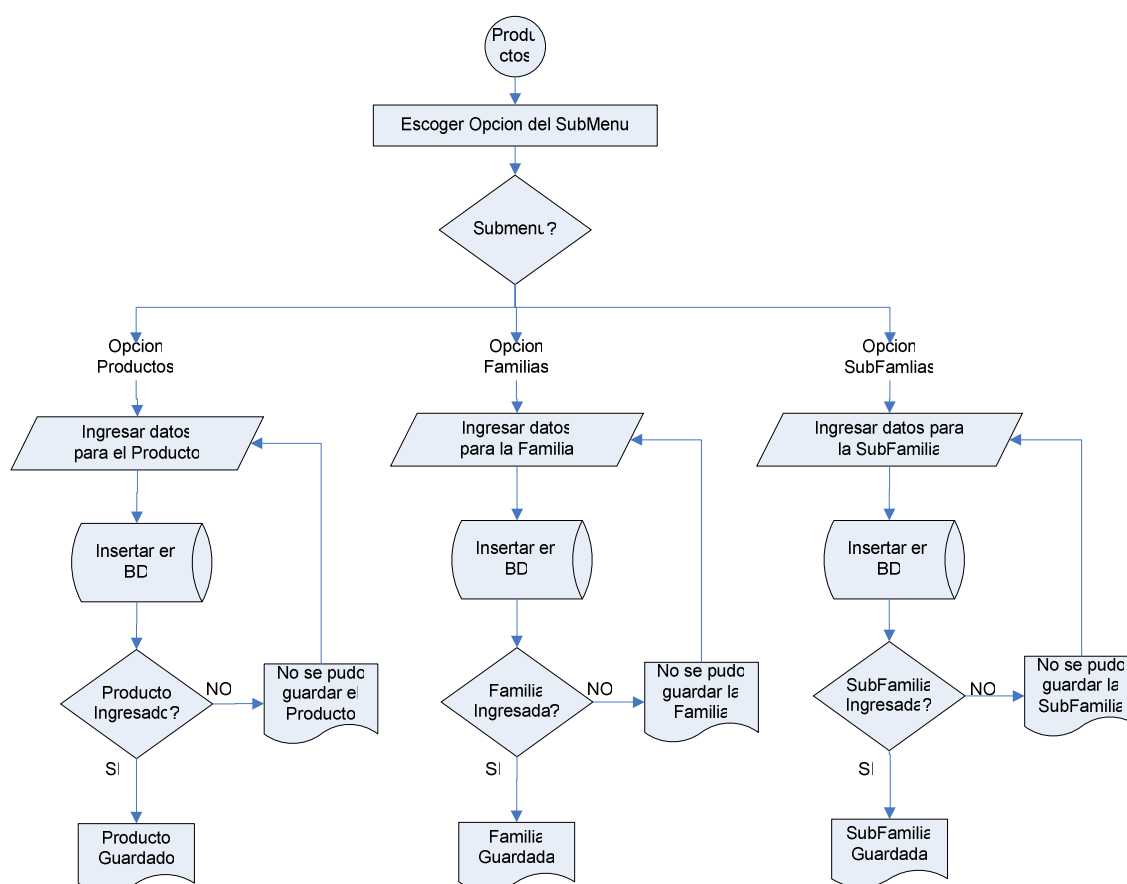 Produ
ctos
Escoger Opcion del SubMenu
Submenu?
Opcion
Productos
Opcion
Familias
Opcion
SubFamlias
Ingresar datos
para el Producto
Ingresar datos
para la Familia
Ingresar datos para
la SubFamilia
Insertar en
BD
Insertar en
BD
Insertar en
BD
Producto
Ingresado?
NO
No se pudo
guardar el
Producto
Familia
Ingresada?
NO
No se pudo
guardar la
Familia
SubFamilia
Ingresada?
NO
No se pudo
guardar la
SubFamilia
SI
SI
SI
Producto
Guardado
Familia
Guardada
SubFamilia
Guardada